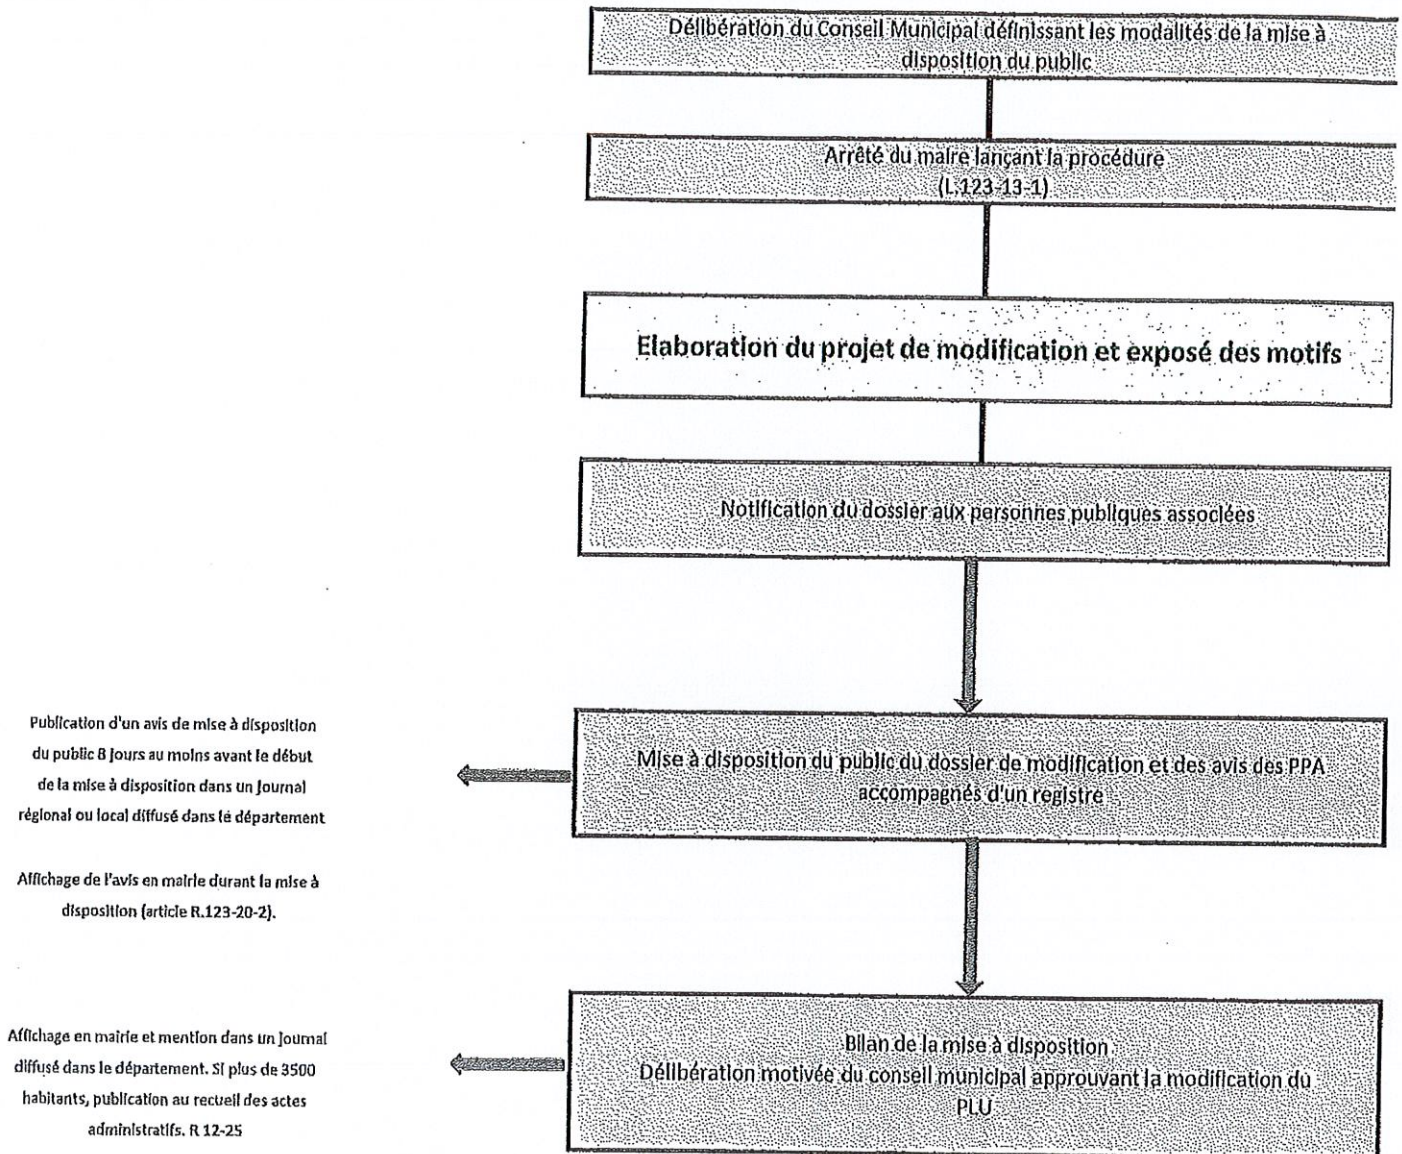 Délibération du Conseil Municipal définissant les modalités de la mise à
disposition du public
Arrêté du maire lançant la procédure
(L.123-13-1)
Elaboration du projet de modification et exposé des motifs
Notification du dossier aux personnes publiques associées
Publication d'un avis de mise à disposition
du public 8 jours au moins avant le début
de la mise à disposition dans un journal
régional ou local diffusé dans le département
Mise à disposition du public du dossier de modification et des avis des PPA
accompagnés d'un registre
Affichage de l'avis en mairie durant la mise à
disposition (article R.123-20-2).
Affichage en mairie et mention dans un journal
diffusé dans le département. Si plus de 3500
habitants, publication au recueil des actes
administratifs. R 12-25
Bilan de la mise à disposition
Délibération motivée du conseil municipal approuvant la modification du
PLU